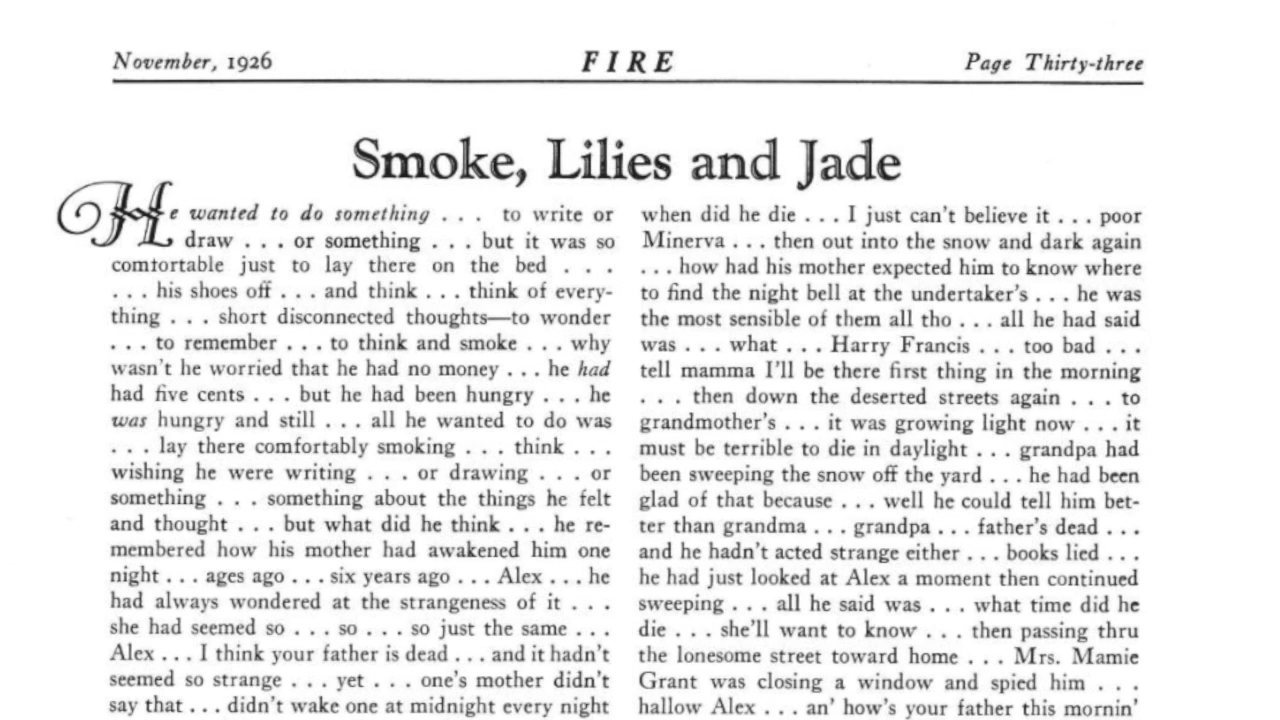 November, 1926 FIRE Page Thirty-three
Smoke, Lilies and Jade
He wanted to do something . . . to write or
draw . . . or something . . . but it was so
comfortable just to lay there on the bed . . .
. . . his shoes off . . . and think . . . think of every-
thing . . . short disconnected thoughts—to wonder
. . . to remember . . . to think and smoke . . . why
wasn't he worried that he had no money . . . he had
had five cents . . . but he had been hungry . . . he
was hungry and still . . . all he wanted to do was
. . . lay there comfortably smoking . . . think . . .
wishing he were writing . . . or drawing . . . or
something . . . something about the things he felt
and thought . . . but what did he think . . . he re-
membered how his mother had awakened him one
night . . . ages ago . . . six years ago . . . Alex . . . he
had always wondered at the strangeness of it . . .
she had seemed so . . . so . . . so just the same . . .
Alex . . . I think your father is dead . . . and it hadn't
seemed so strange . . . yet . . . one's mother didn't
say that . . . didn't wake one at midnight every night
when did he die . . . I just can't believe it . . . poor
Minerva . . . then out into the snow and dark again
. . . how had his mother expected him to know where
to find the night bell at the undertaker's . . . he was
the most sensible of them all tho . . . all he had said
was . . . what . . . Harry Francis . . . too bad . . .
tell mamma I'll be there first thing in the morning
. . . then down the deserted streets again . . . to
grandmother's . . . it was growing light now . . . it
must be terrible to die in daylight . . . grandpa had
been sweeping the snow off the yard . . . he had been
glad of that because . . . well he could tell him bet-
ter than grandma . . . grandpa . . . father's dead . . .
and he hadn't acted strange either . . . books lied . . .
he had just looked at Alex a moment then continued
sweeping . . . all he said was . . . what time did he
die . . . she'll want to know . . . then passing thru
the lonesome street toward home . . . Mrs. Mamie
Grant was closing a window and spied him . . .
hallow Alex . . . an' how's your father this mornin'